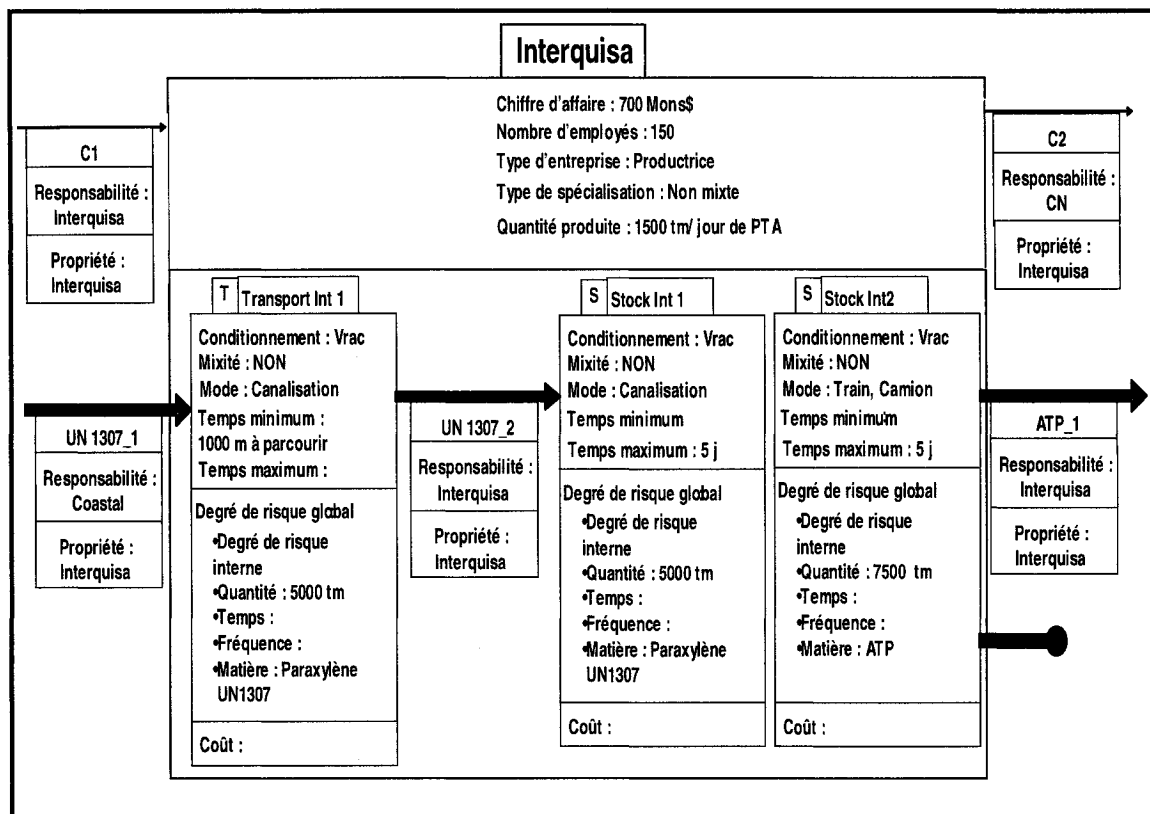 Interquisa
Chiffre d'affaire : 700 Mons$
Nombre d'employés : 150
Type d'entreprise : Productrice
Type de spécialisation : Non mixte
Quantité produite : 1500 tm/ jour de PTA
C1
Responsabilité :
Interquisa
Propriété :
Interquisa
C2
Responsabilité :
CN
Propriété :
Interquisa
UN 1307_1
Responsabilité :
Coastal
Propriété :
Interquisa
T Transport Int 1
Conditionnement : Vrac
Mixité : NON
Mode : Canalisation
Temps minimum :
1000 m à parcourir
Temps maximum :
Degré de risque global
•Degré de risque
interne
•Quantité : 5000 tm
•Temps :
•Fréquence :
•Matière : Paraxylène
UN1307
Coût :
UN 1307_2
Responsabilité :
Interquisa
Propriété :
Interquisa
S Stock Int 1
Conditionnement : Vrac
Mixité : NON
Mode : Canalisation
Temps minimum
Temps maximum : 5 j
Degré de risque global
•Degré de risque
interne
•Quantité : 5000 tm
•Temps :
•Fréquence :
•Matière : Paraxylène
UN1307
Coût :
S Stock Int2
Conditionnement : Vrac
Mixité : NON
Mode : Train, Camion
Temps minimum
Temps maximum : 5 j
Degré de risque global
•Degré de risque
interne
•Quantité : 7500 tm
•Temps :
•Fréquence :
•Matière : ATP
Coût :
ATP_1
Responsabilité :
Interquisa
Propriété :
Interquisa